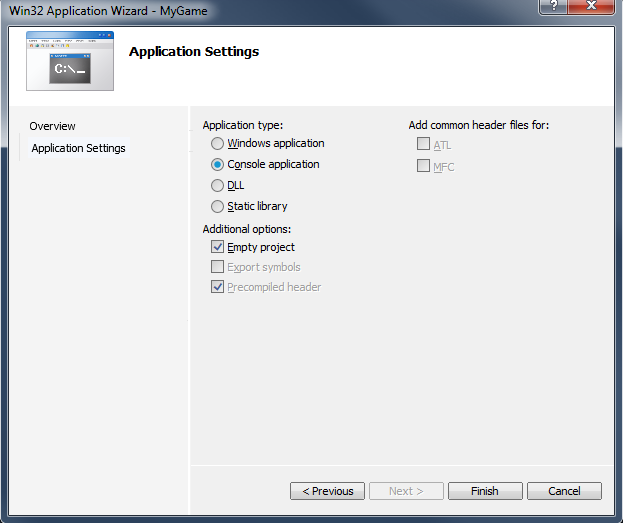 Win32 Application Wizard - MyGame
Application Settings
C:\_
Overview
Application Settings
Application type:
Windows application
Console application
DLL
Static library
Additional options:
Empty project
Export symbols
Precompiled header
Add common header files for:
ATL
MFC
< Previous
Next >
Finish
Cancel